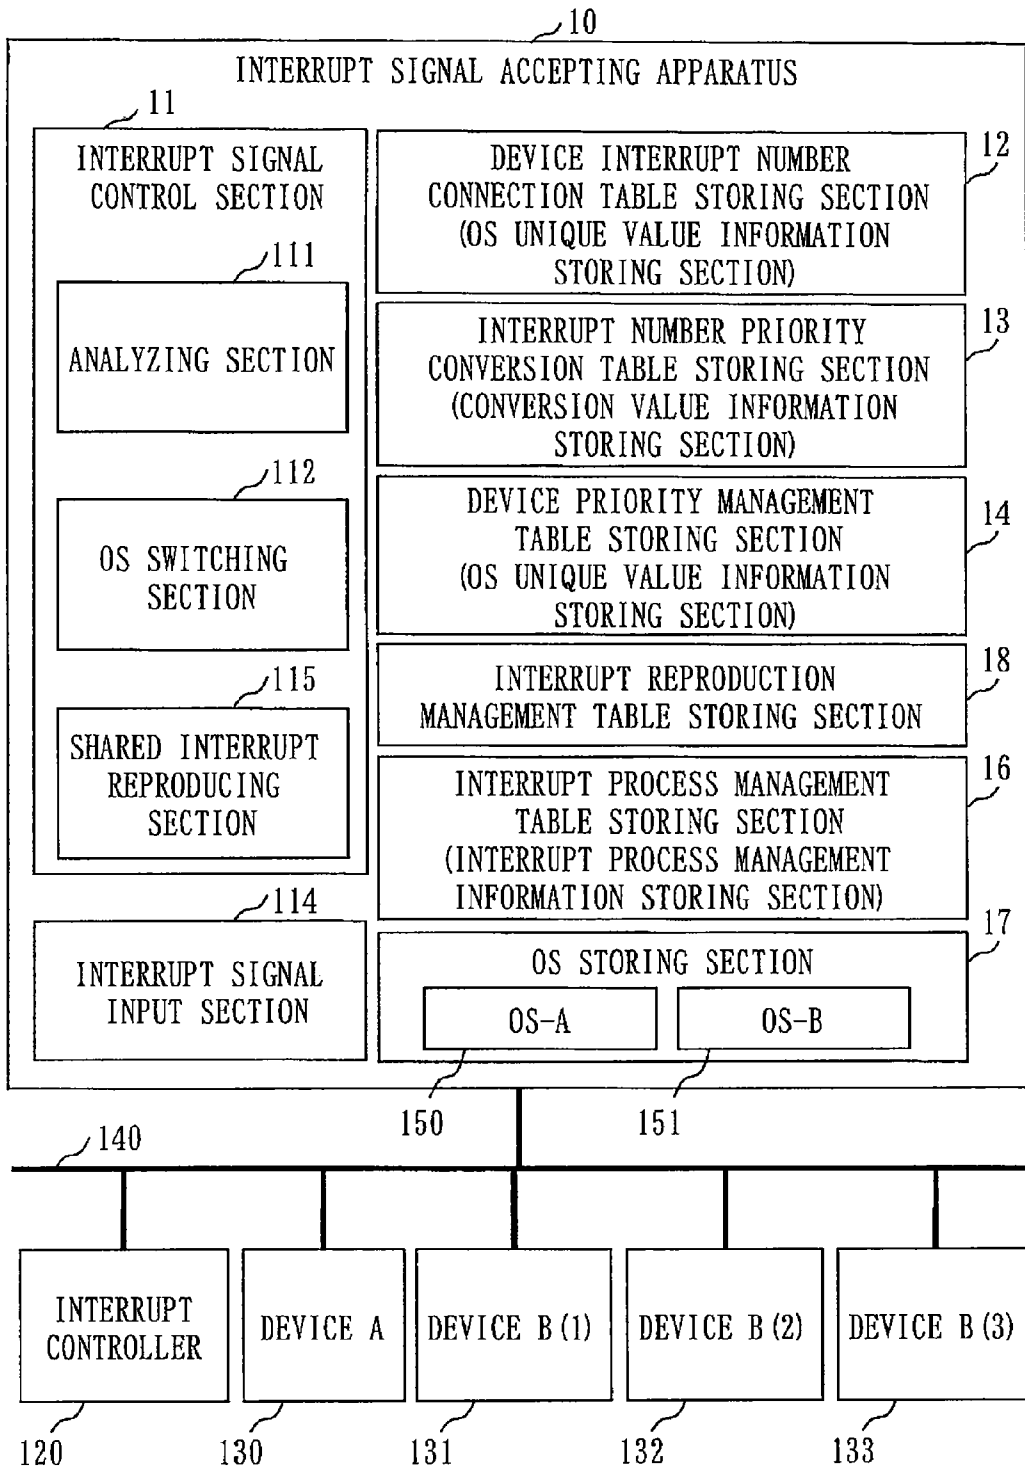 10
INTERRUPT SIGNAL ACCEPTING APPARATUS
11
INTERRUPT SIGNAL
CONTROL SECTION
111
ANALYZING SECTION
112
OS SWITCHING
SECTION
115
SHARED INTERRUPT
REPRODUCING
SECTION
114
INTERRUPT SIGNAL
INPUT SECTION
DEVICE INTERRUPT NUMBER
CONNECTION TABLE STORING SECTION
(OS UNIQUE VALUE INFORMATION
STORING SECTION)
12
INTERRUPT NUMBER PRIORITY
CONVERSION TABLE STORING SECTION
(CONVERSION VALUE INFORMATION
STORING SECTION)
13
DEVICE PRIORITY MANAGEMENT
TABLE STORING SECTION
(OS UNIQUE VALUE INFORMATION
STORING SECTION)
14
INTERRUPT REPRODUCTION
MANAGEMENT TABLE STORING SECTION
18
INTERRUPT PROCESS MANAGEMENT
TABLE STORING SECTION
(INTERRUPT PROCESS MANAGEMENT
INFORMATION STORING SECTION)
16
OS STORING SECTION
17
OS-A
OS-B
150
151
140
INTERRUPT
CONTROLLER
DEVICE A
DEVICE B(1)
DEVICE B(2)
DEVICE B(3)
120
130
131
132
133